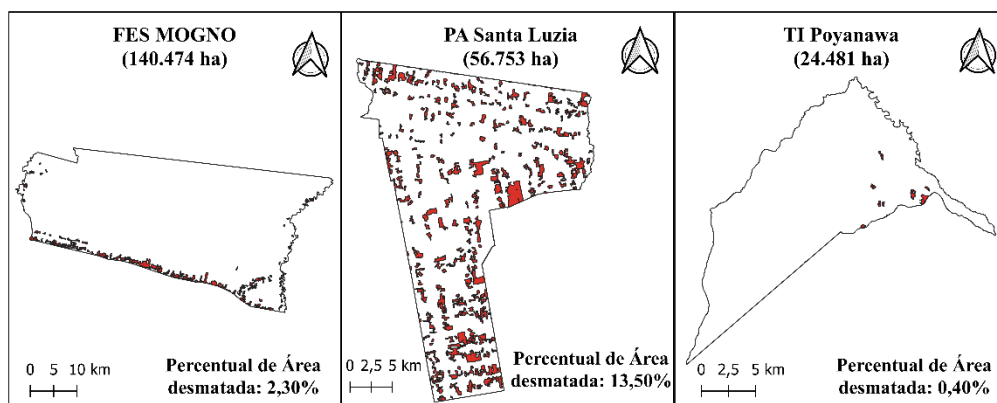 FES MOGNO
(140.474 ha)
0 5 10 km
Percentual de Área
desmatada: 2,30%
PA Santa Luzia
(56.753 ha)
0 2,5 5 km
Percentual de Área
desmatada: 13,50%
TI Poyanawa
(24.481 ha)
0 2,5 5 km
Percentual de Área
desmatada: 0,40%